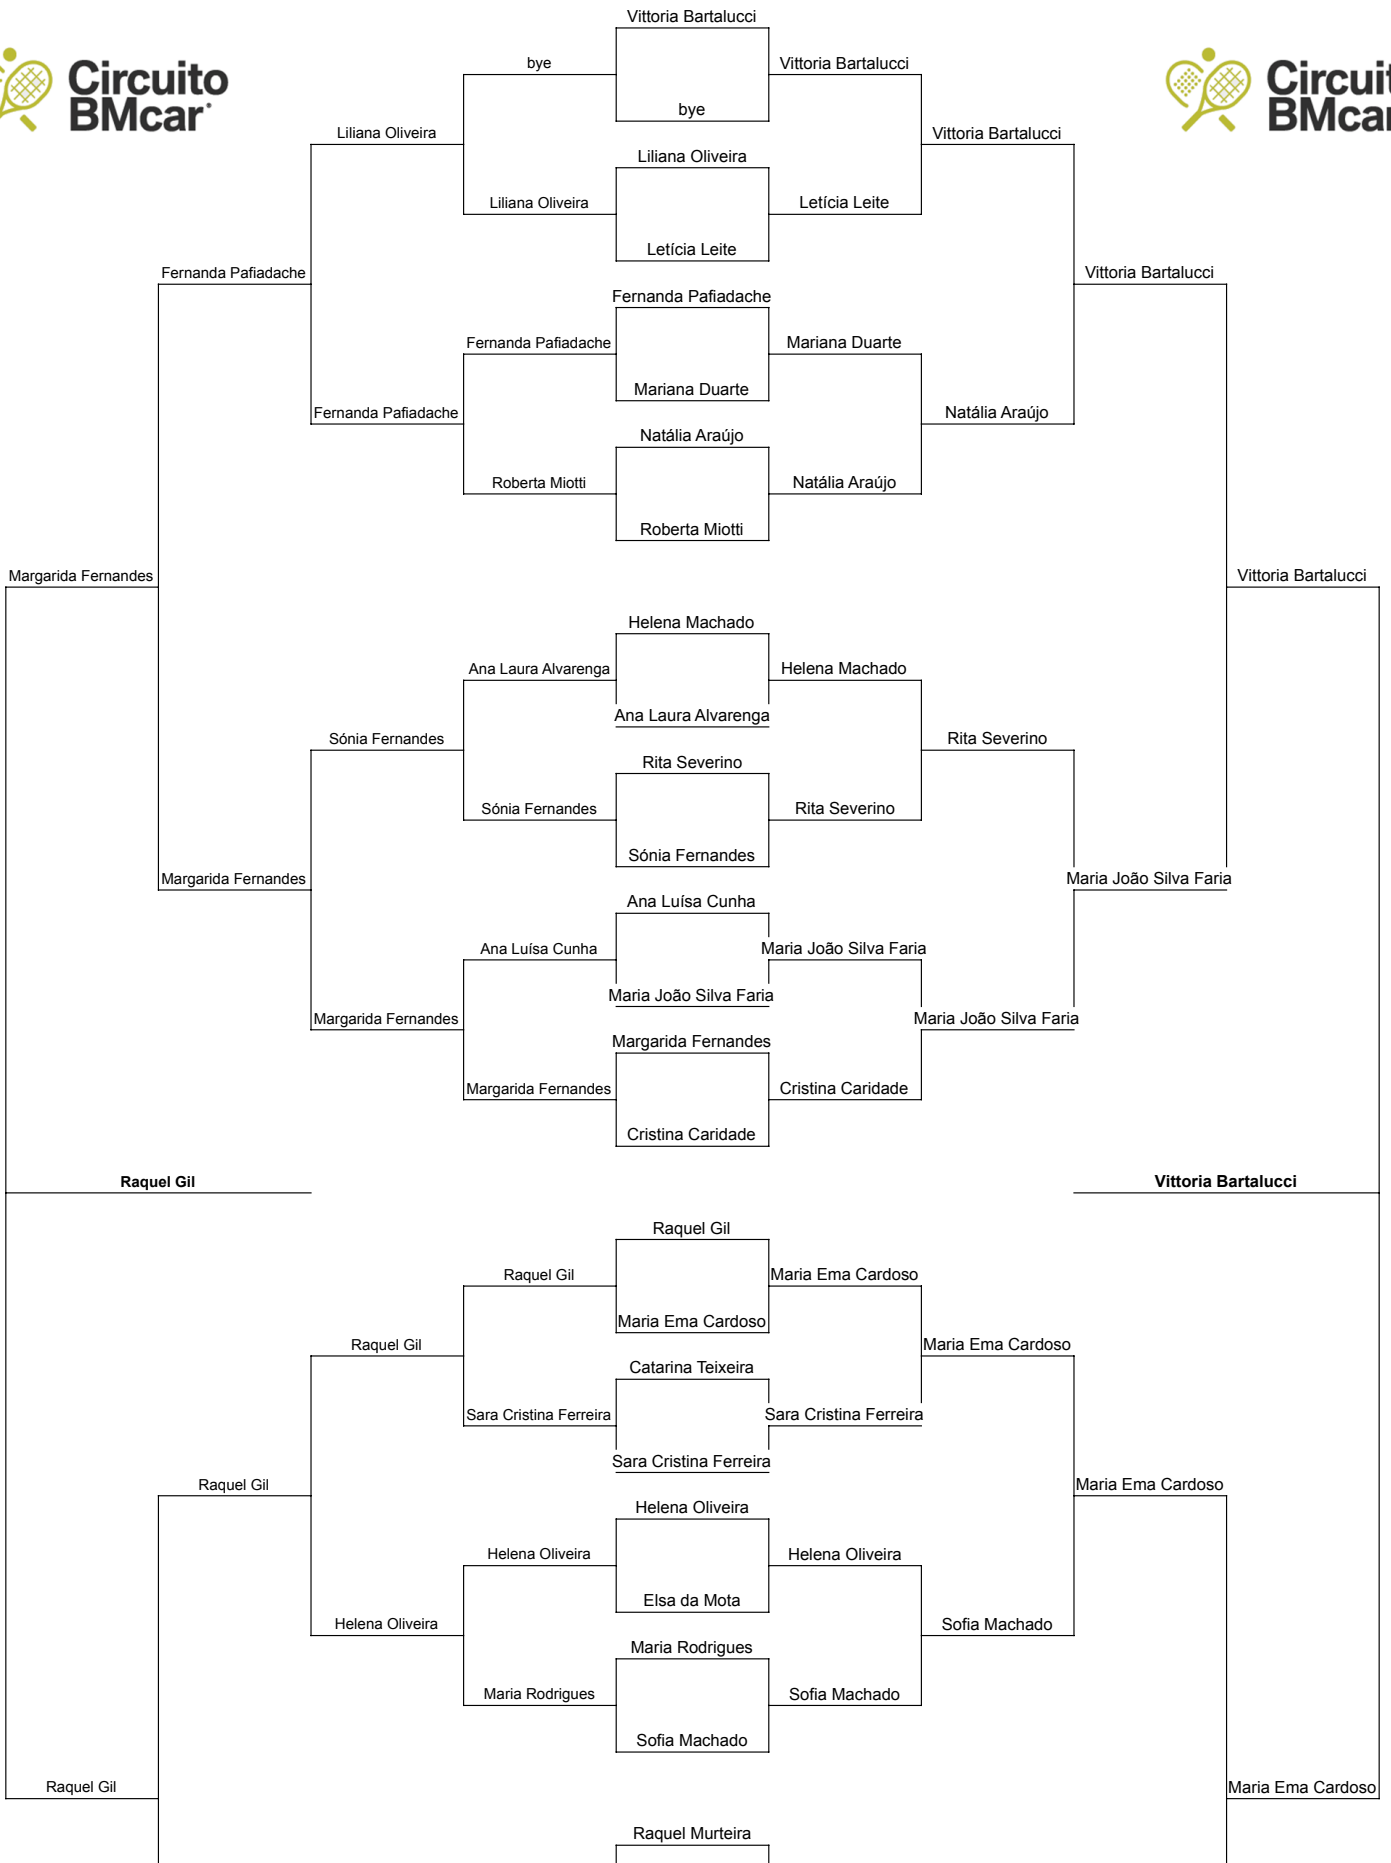 Vittoria Bartalucci
bye
Vittoria Bartalucci
Circuito
BMcar
Circuit
BMcar
bye
Liliana Oliveira
Vittoria Bartalucci
Liliana Oliveira
Liliana Oliveira
Letícia Leite
Letícia Leite
Fernanda Pafiadache
Vittoria Bartalucci
Fernanda Pafiadache
Fernanda Pafiadache
Mariana Duarte
Mariana Duarte
Fernanda Pafiadache
Natália Araújo
Natália Araújo
Roberta Miotti
Natália Araújo
Roberta Miotti
Margarida Fernandes
Vittoria Bartalucci
Helena Machado
Ana Laura Alvarenga
Helena Machado
Ana Laura Alvarenga
Sónia Fernandes
Rita Severino
Rita Severino
Sónia Fernandes
Rita Severino
Sónia Fernandes
Margarida Fernandes
Maria João Silva Faria
Ana Luísa Cunha
Ana Luísa Cunha
Maria João Silva Faria
Maria João Silva Faria
Margarida Fernandes
Maria João Silva Faria
Margarida Fernandes
Margarida Fernandes
Cristina Caridade
Cristina Caridade
Raquel Gil
Vittoria Bartalucci
Raquel Gil
Raquel Gil
Maria Ema Cardoso
Maria Ema Cardoso
Raquel Gil
Maria Ema Cardoso
Catarina Teixeira
Sara Cristina Ferreira
Sara Cristina Ferreira
Sara Cristina Ferreira
Raquel Gil
Maria Ema Cardoso
Helena Oliveira
Helena Oliveira
Helena Oliveira
Elsa da Mota
Helena Oliveira
Sofia Machado
Maria Rodrigues
Maria Rodrigues
Sofia Machado
Sofia Machado
Raquel Gil
Maria Ema Cardoso
Raquel Murteira